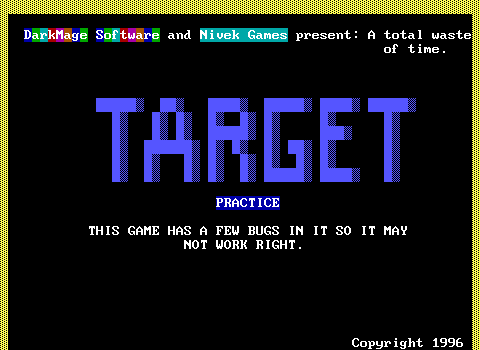 DarkMage Software and Nivek Games present: A total waste
of time.
TARGET
PRACTICE
THIS GAME HAS A FEW BUGS IN IT SO IT MAY
NOT WORK RIGHT.
Copyright 1996